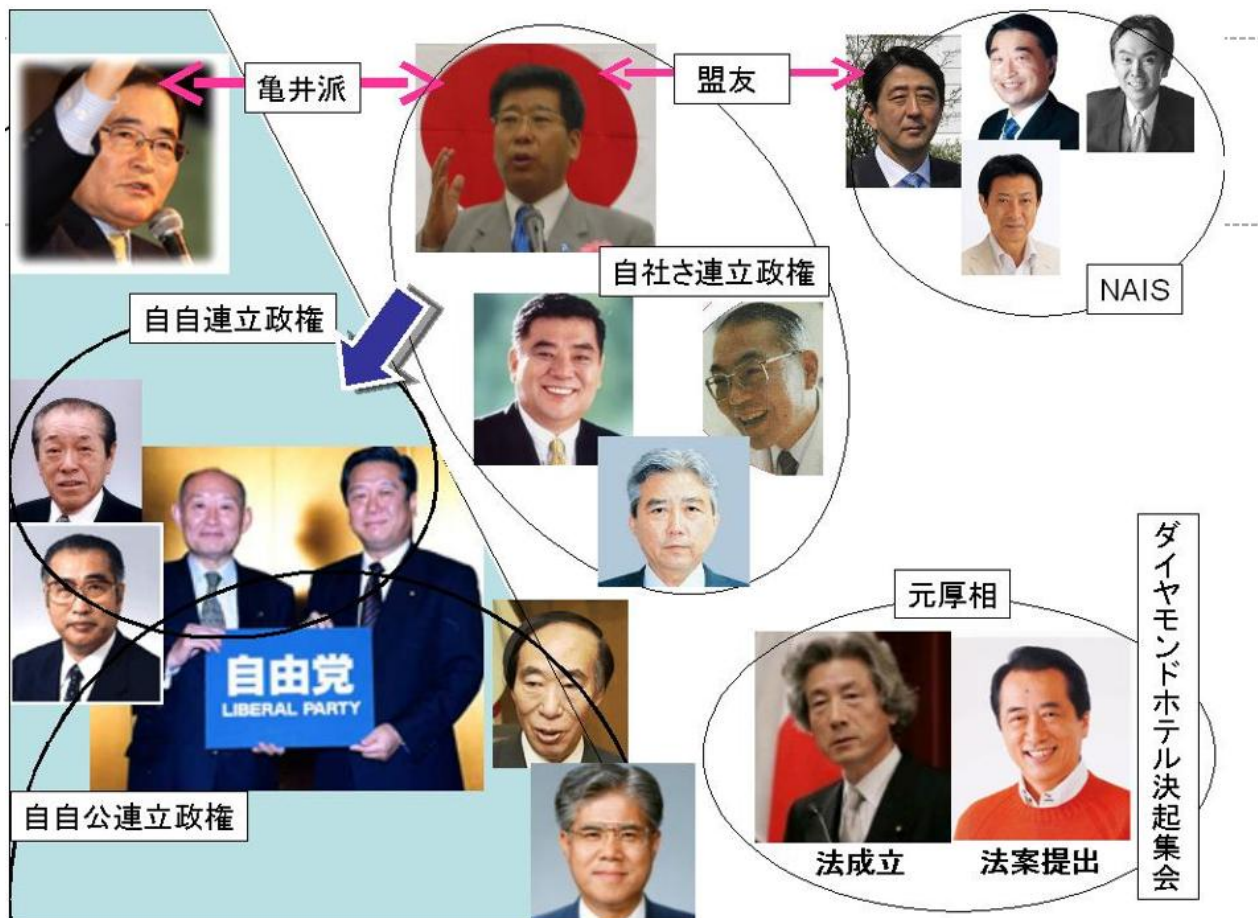 亀井派
盟友
自社さ連立政権
NAIS
自自連立政権
自由党
LIBERAL PARTY
自自公連立政権
元厚相
法成立
法案提出
ダイヤモンドホテル決起集会